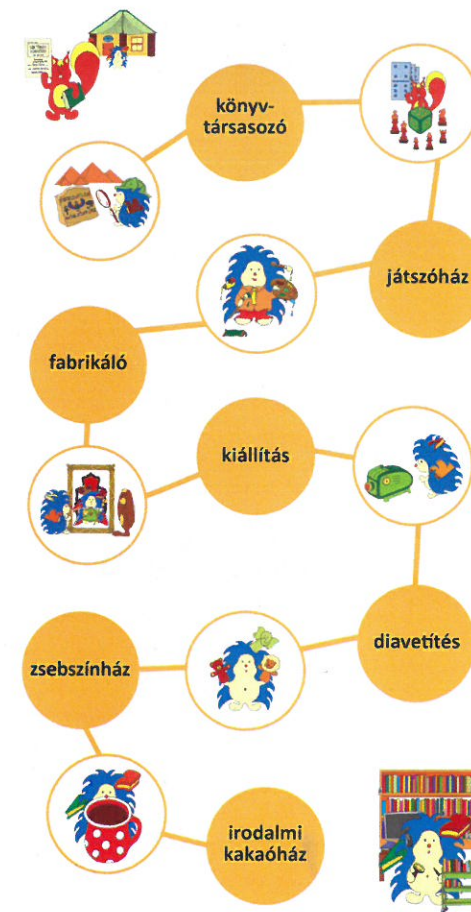 könyv-
társasozó
játszóház
fabrikáló
kiállítás
diavetítés
zsebszínház
irodalmi
kakaóház